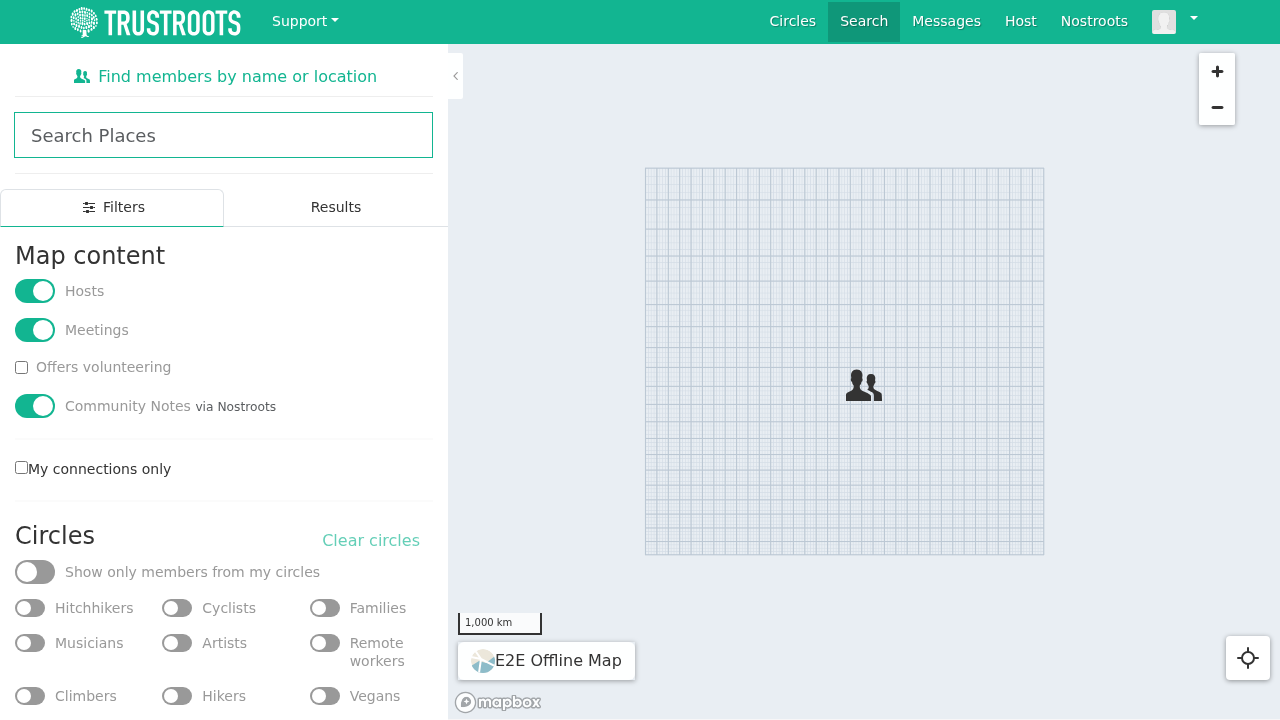 TRUSTROOTS Support Circles Search Messages Host Nostroots
Find members by name or location
Search Places
Filters Results
Map content
Hosts
Meetings
Offers volunteering
Community Notes via Nostroots
My connections only
Circles Clear circles
Show only members from my circles
Hitchhikers Cyclists Families
Musicians Artists Remote workers
Climbers Hikers Vegans
1,000 km
E2E Offline Map
mapbox